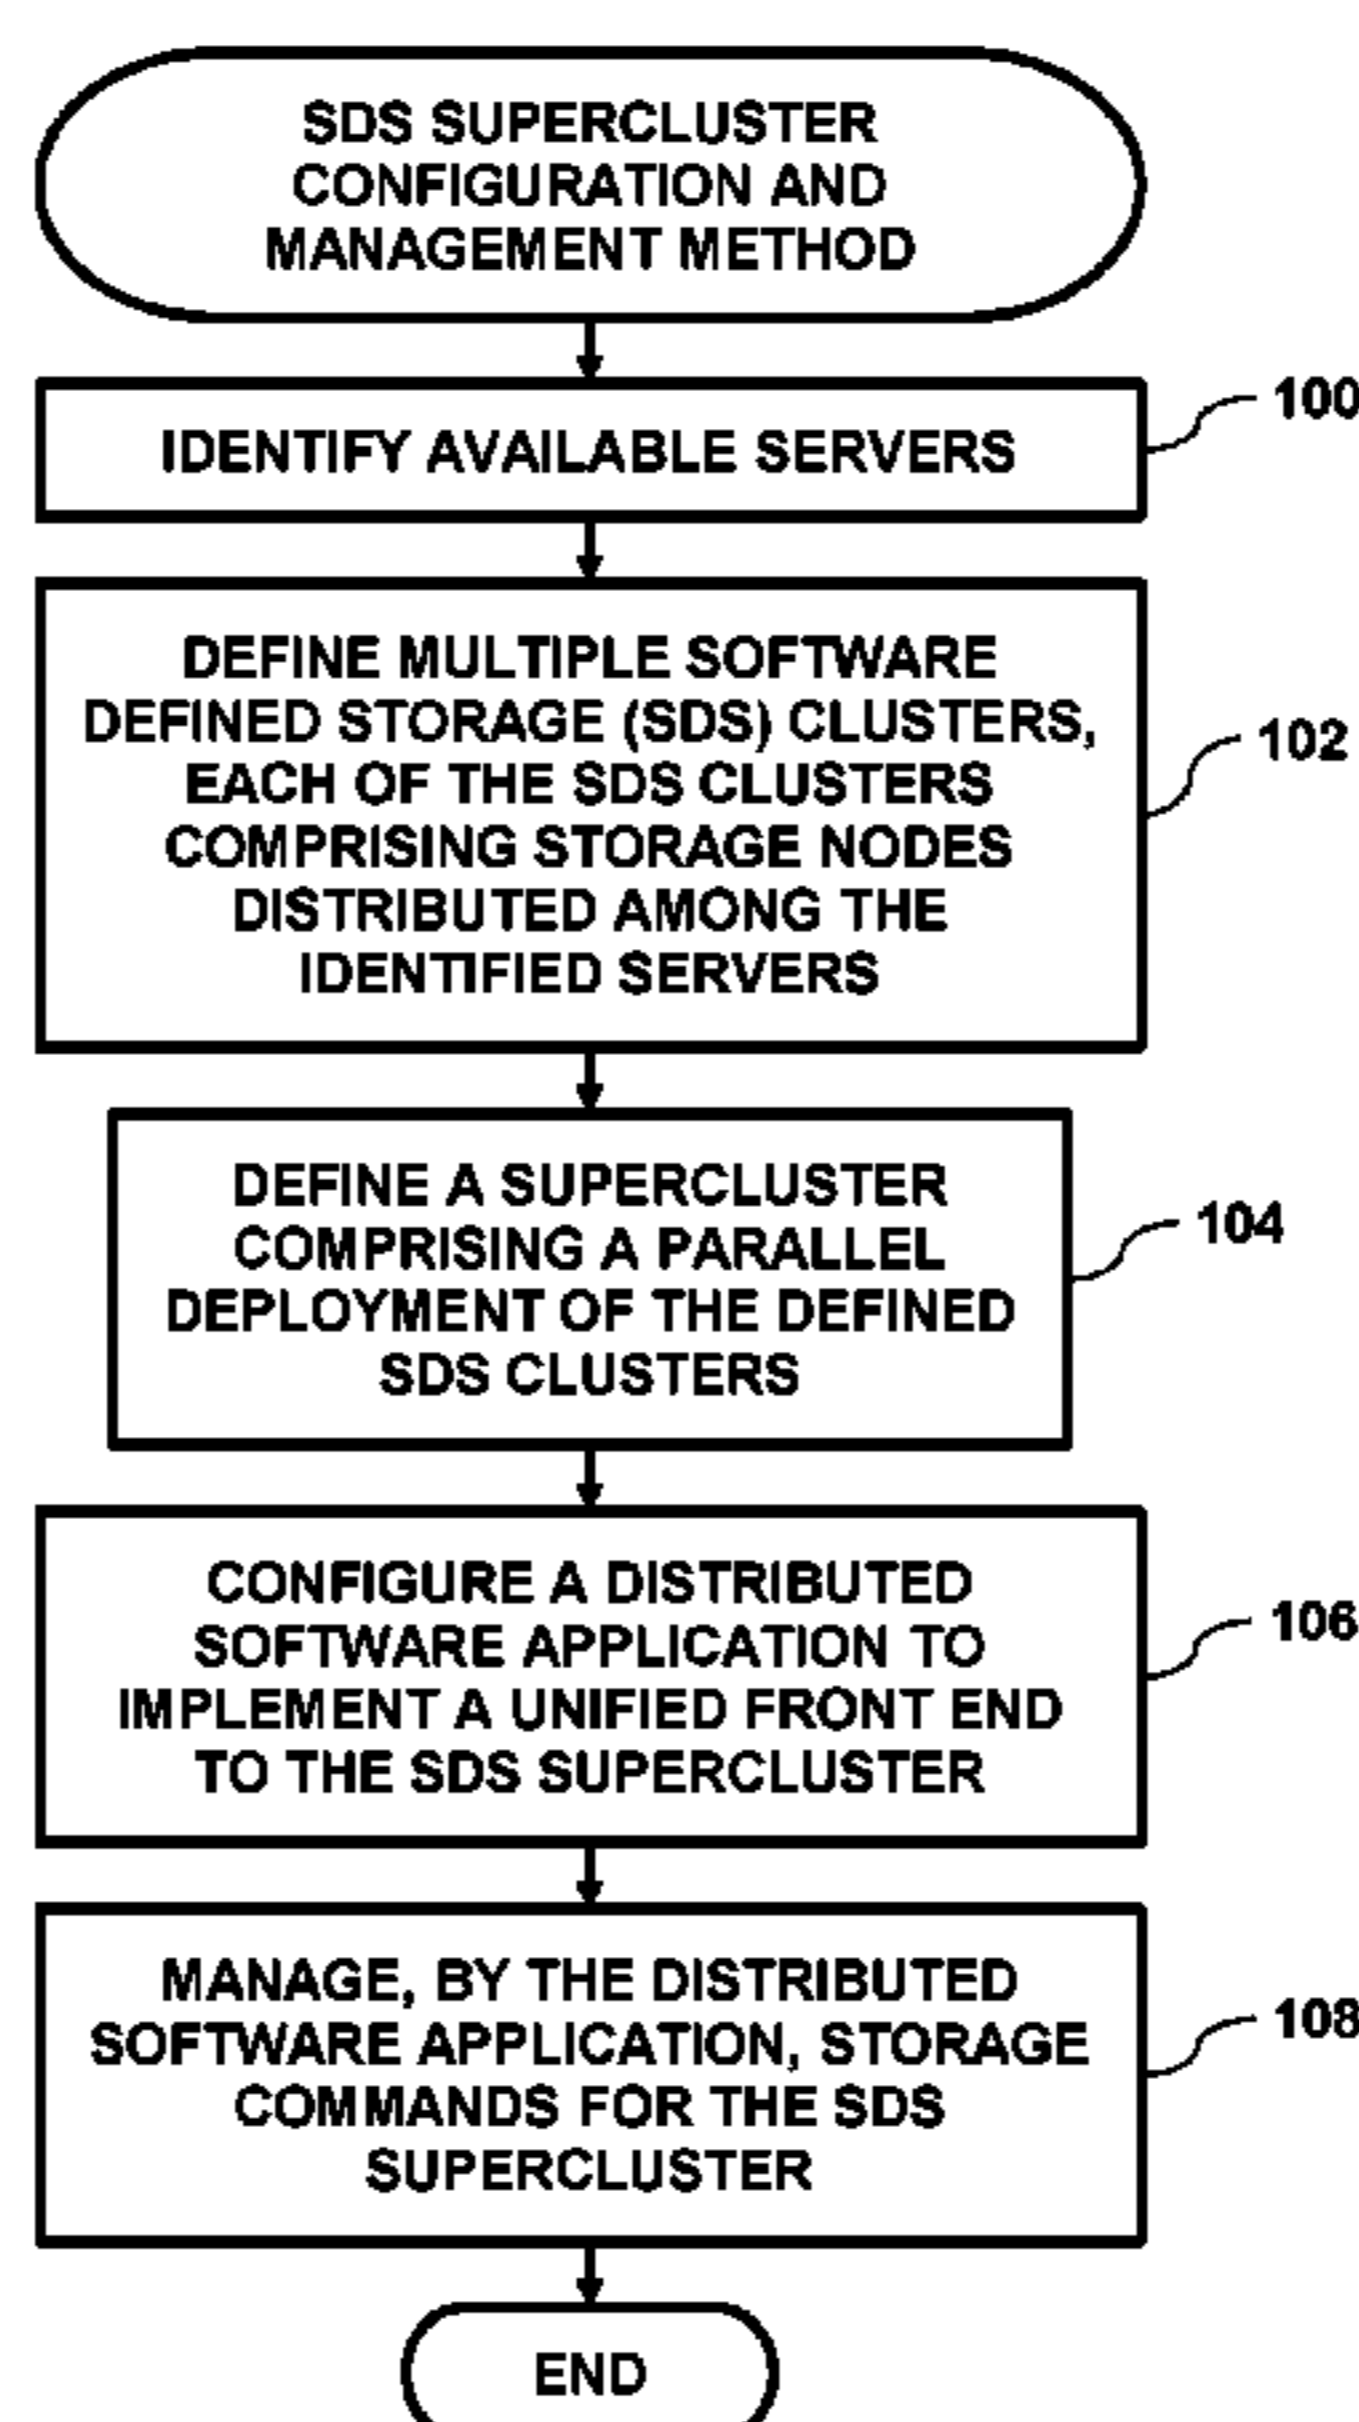 SDS SUPERCLUSTER
CONFIGURATION AND
MANAGEMENT METHOD
IDENTIFY AVAILABLE SERVERS
100
DEFINE MULTIPLE SOFTWARE
DEFINED STORAGE (SDS) CLUSTERS,
EACH OF THE SDS CLUSTERS
COMPRISING STORAGE NODES
DISTRIBUTED AMONG THE
IDENTIFIED SERVERS
102
DEFINE A SUPERCLUSTER
COMPRISING A PARALLEL
DEPLOYMENT OF THE DEFINED
SDS CLUSTERS
104
CONFIGURE A DISTRIBUTED
SOFTWARE APPLICATION TO
IMPLEMENT A UNIFIED FRONT END
TO THE SDS SUPERCLUSTER
106
MANAGE, BY THE DISTRIBUTED
SOFTWARE APPLICATION, STORAGE
COMMANDS FOR THE SDS
SUPERCLUSTER
108
END